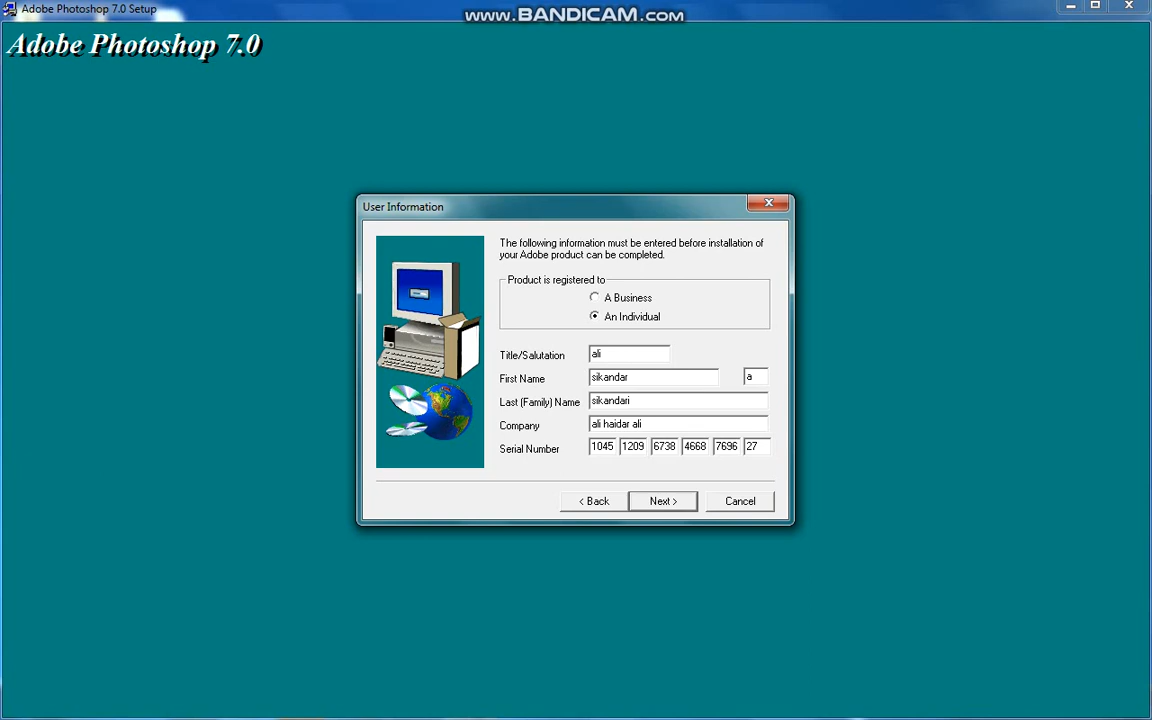 Adobe Photoshop 7.0 Setup
www.BANDICAM.com
Adobe Photoshop 7.0
User Information
The following information must be entered before installation of
your Adobe product can be completed.
Product is registered to
A Business
An Individual
Title/Salutation ali
First Name sikandar a
Last (Family) Name sikandari
Company ali haidar ali
Serial Number 1045 1209 6738 4668 7696 27
< Back Next > Cancel